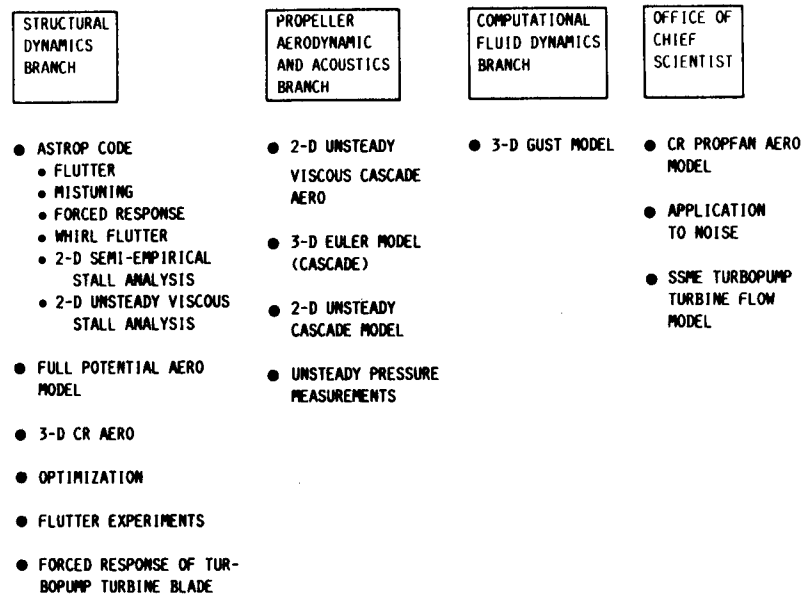 STRUCTURAL
DYNAMICS
BRANCH
● ASTROP CODE
● FLUTTER
● MISTUNING
● FORCED RESPONSE
● WHIRL FLUTTER
● 2-D SEMI-EMPIRICAL
STALL ANALYSIS
● 2-D UNSTEADY VISCOUS
STALL ANALYSIS
● FULL POTENTIAL AERO
MODEL
● 3-D CR AERO
● OPTIMIZATION
● FLUTTER EXPERIMENTS
● FORCED RESPONSE OF TUR-
BOPUMP TURBINE BLADE
PROPELLER
AERODYNAMIC
AND ACOUSTICS
BRANCH
● 2-D UNSTEADY
VISCOUS CASCADE
AERO
● 3-D EULER MODEL
(CASCADE)
● 2-D UNSTEADY
CASCADE MODEL
● UNSTEADY PRESSURE
MEASUREMENTS
COMPUTATIONAL
FLUID DYNAMICS
BRANCH
● 3-D GUST MODEL
OFFICE OF
CHIEF
SCIENTIST
● CR PROPFAN AERO
MODEL
● APPLICATION
TO NOISE
● SSME TURBOPUMP
TURBINE FLOW
MODEL